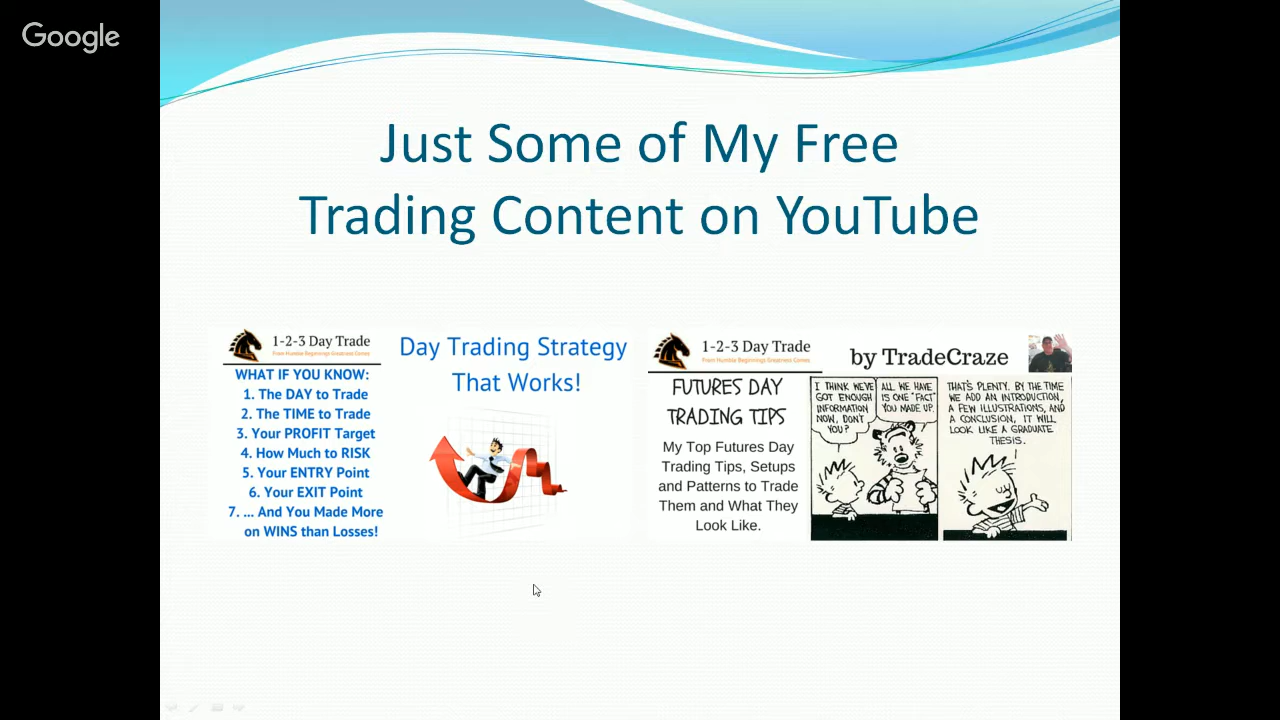 Google
Just Some of My Free
Trading Content on YouTube
1-2-3 Day Trade
From Humble Beginnings Greatness Comes
WHAT IF YOU KNOW:
1. The DAY to Trade
2. The TIME to Trade
3. Your PROFIT Target
4. How Much to RISK
5. Your ENTRY Point
6. Your EXIT Point
7. ... And You Made More
on WINS than Losses!
Day Trading Strategy
That Works!
1-2-3 Day Trade
From Humble Beginnings Greatness Comes
by TradeCraze
FUTURES DAY
TRADING TIPS
My Top Futures Day
Trading Tips, Setups
and Patterns to Trade
Them and What They
Look Like.
I THINK WE'VE
GOT ENOUGH
INFORMATION
NOW, DON'T
YOU?
ALL WE HAVE
IS ONE "FACT"
YOU MADE UP.
THAT'S PLENTY. BY THE TIME
WE ADD AN INTRODUCTION,
A FEW ILLUSTRATIONS, AND
A CONCLUSION, IT WILL
LOOK LIKE A GRADUATE
THESIS.